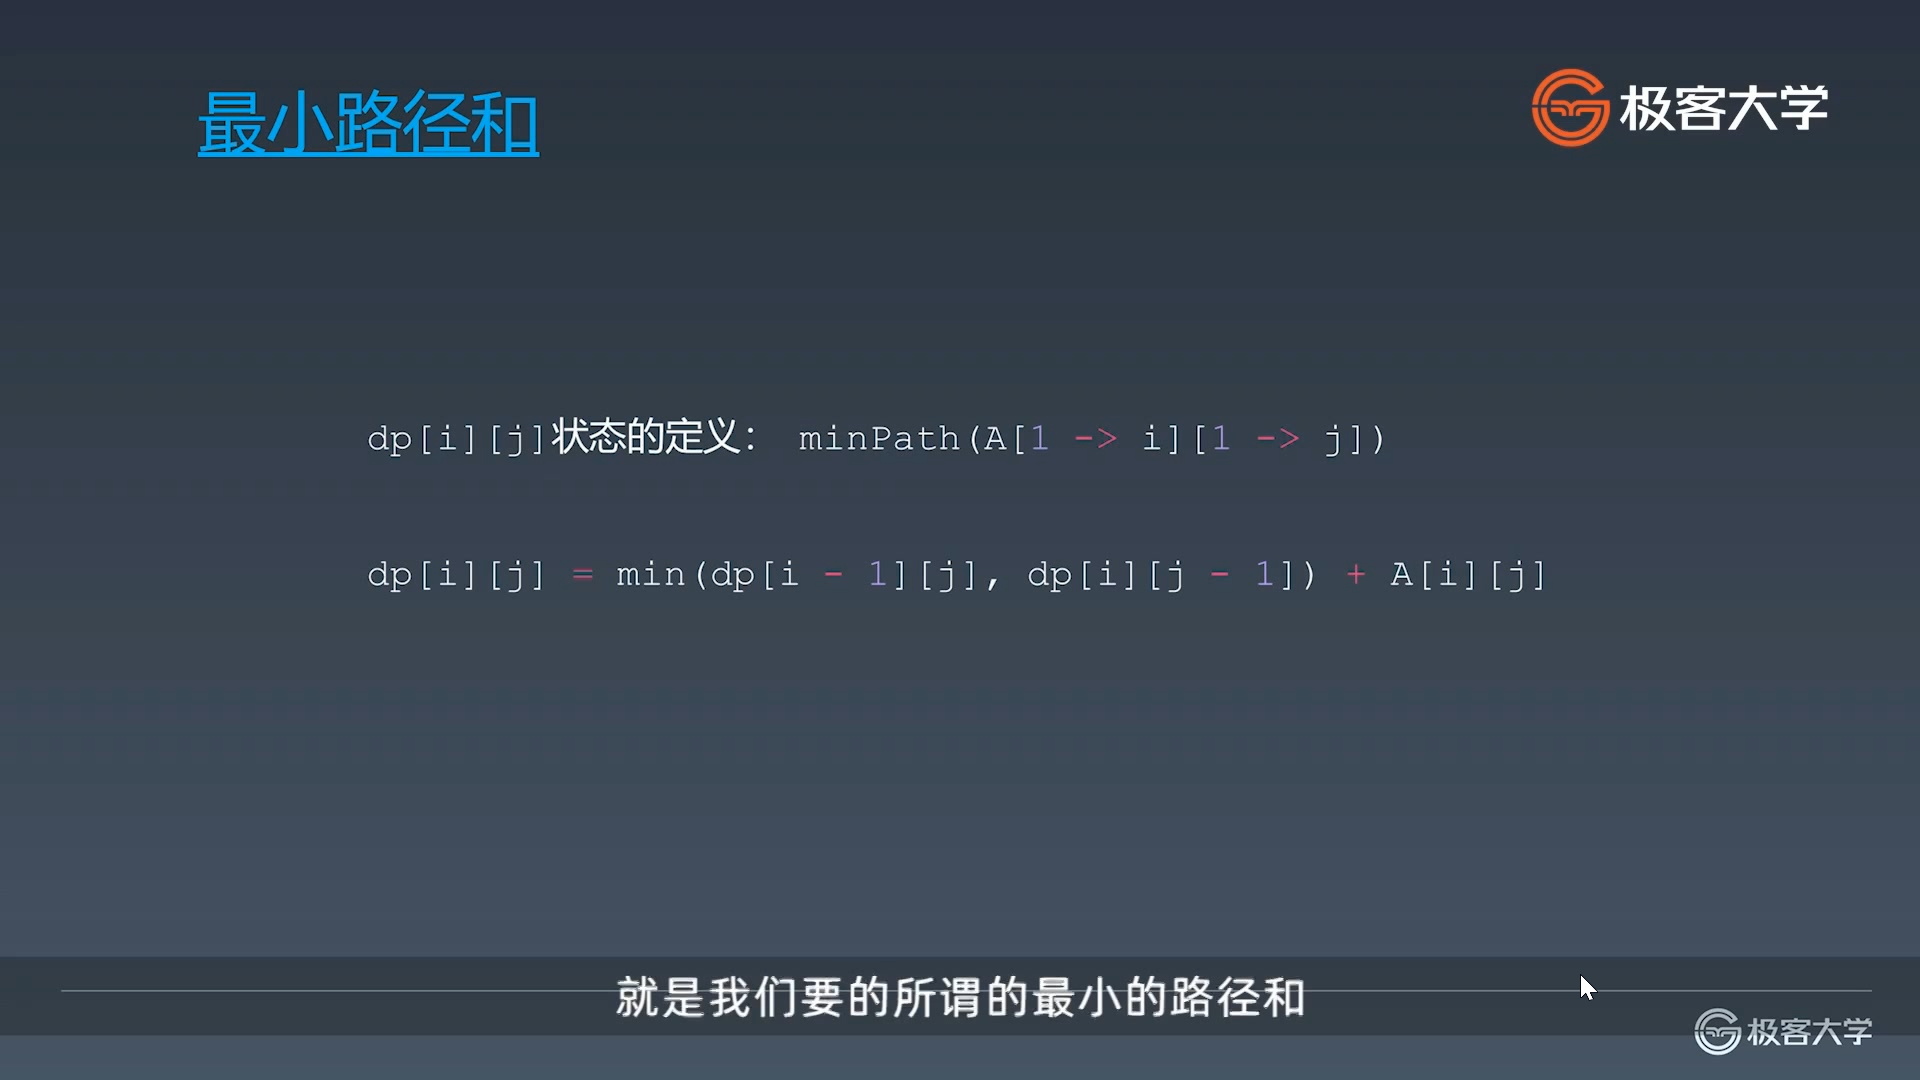 最小路径和
极客大学
dp[i][j]状态的定义： minPath(A[1 -> i][1 -> j])
dp[i][j] = min(dp[i - 1][j], dp[i][j - 1]) + A[i][j]
就是我们要的所谓的最小的路径和
极客大学